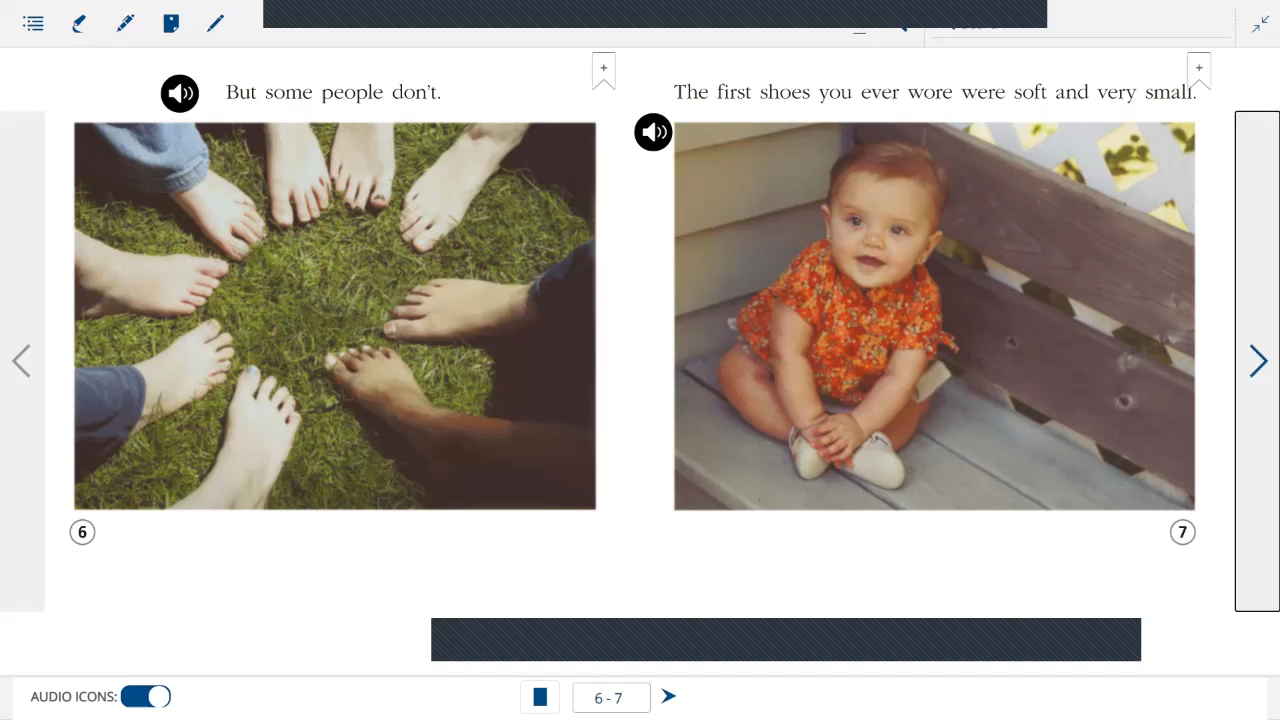 But some people don't.
The first shoes you ever wore were soft and very small.
6
7
AUDIO ICONS:
6 - 7